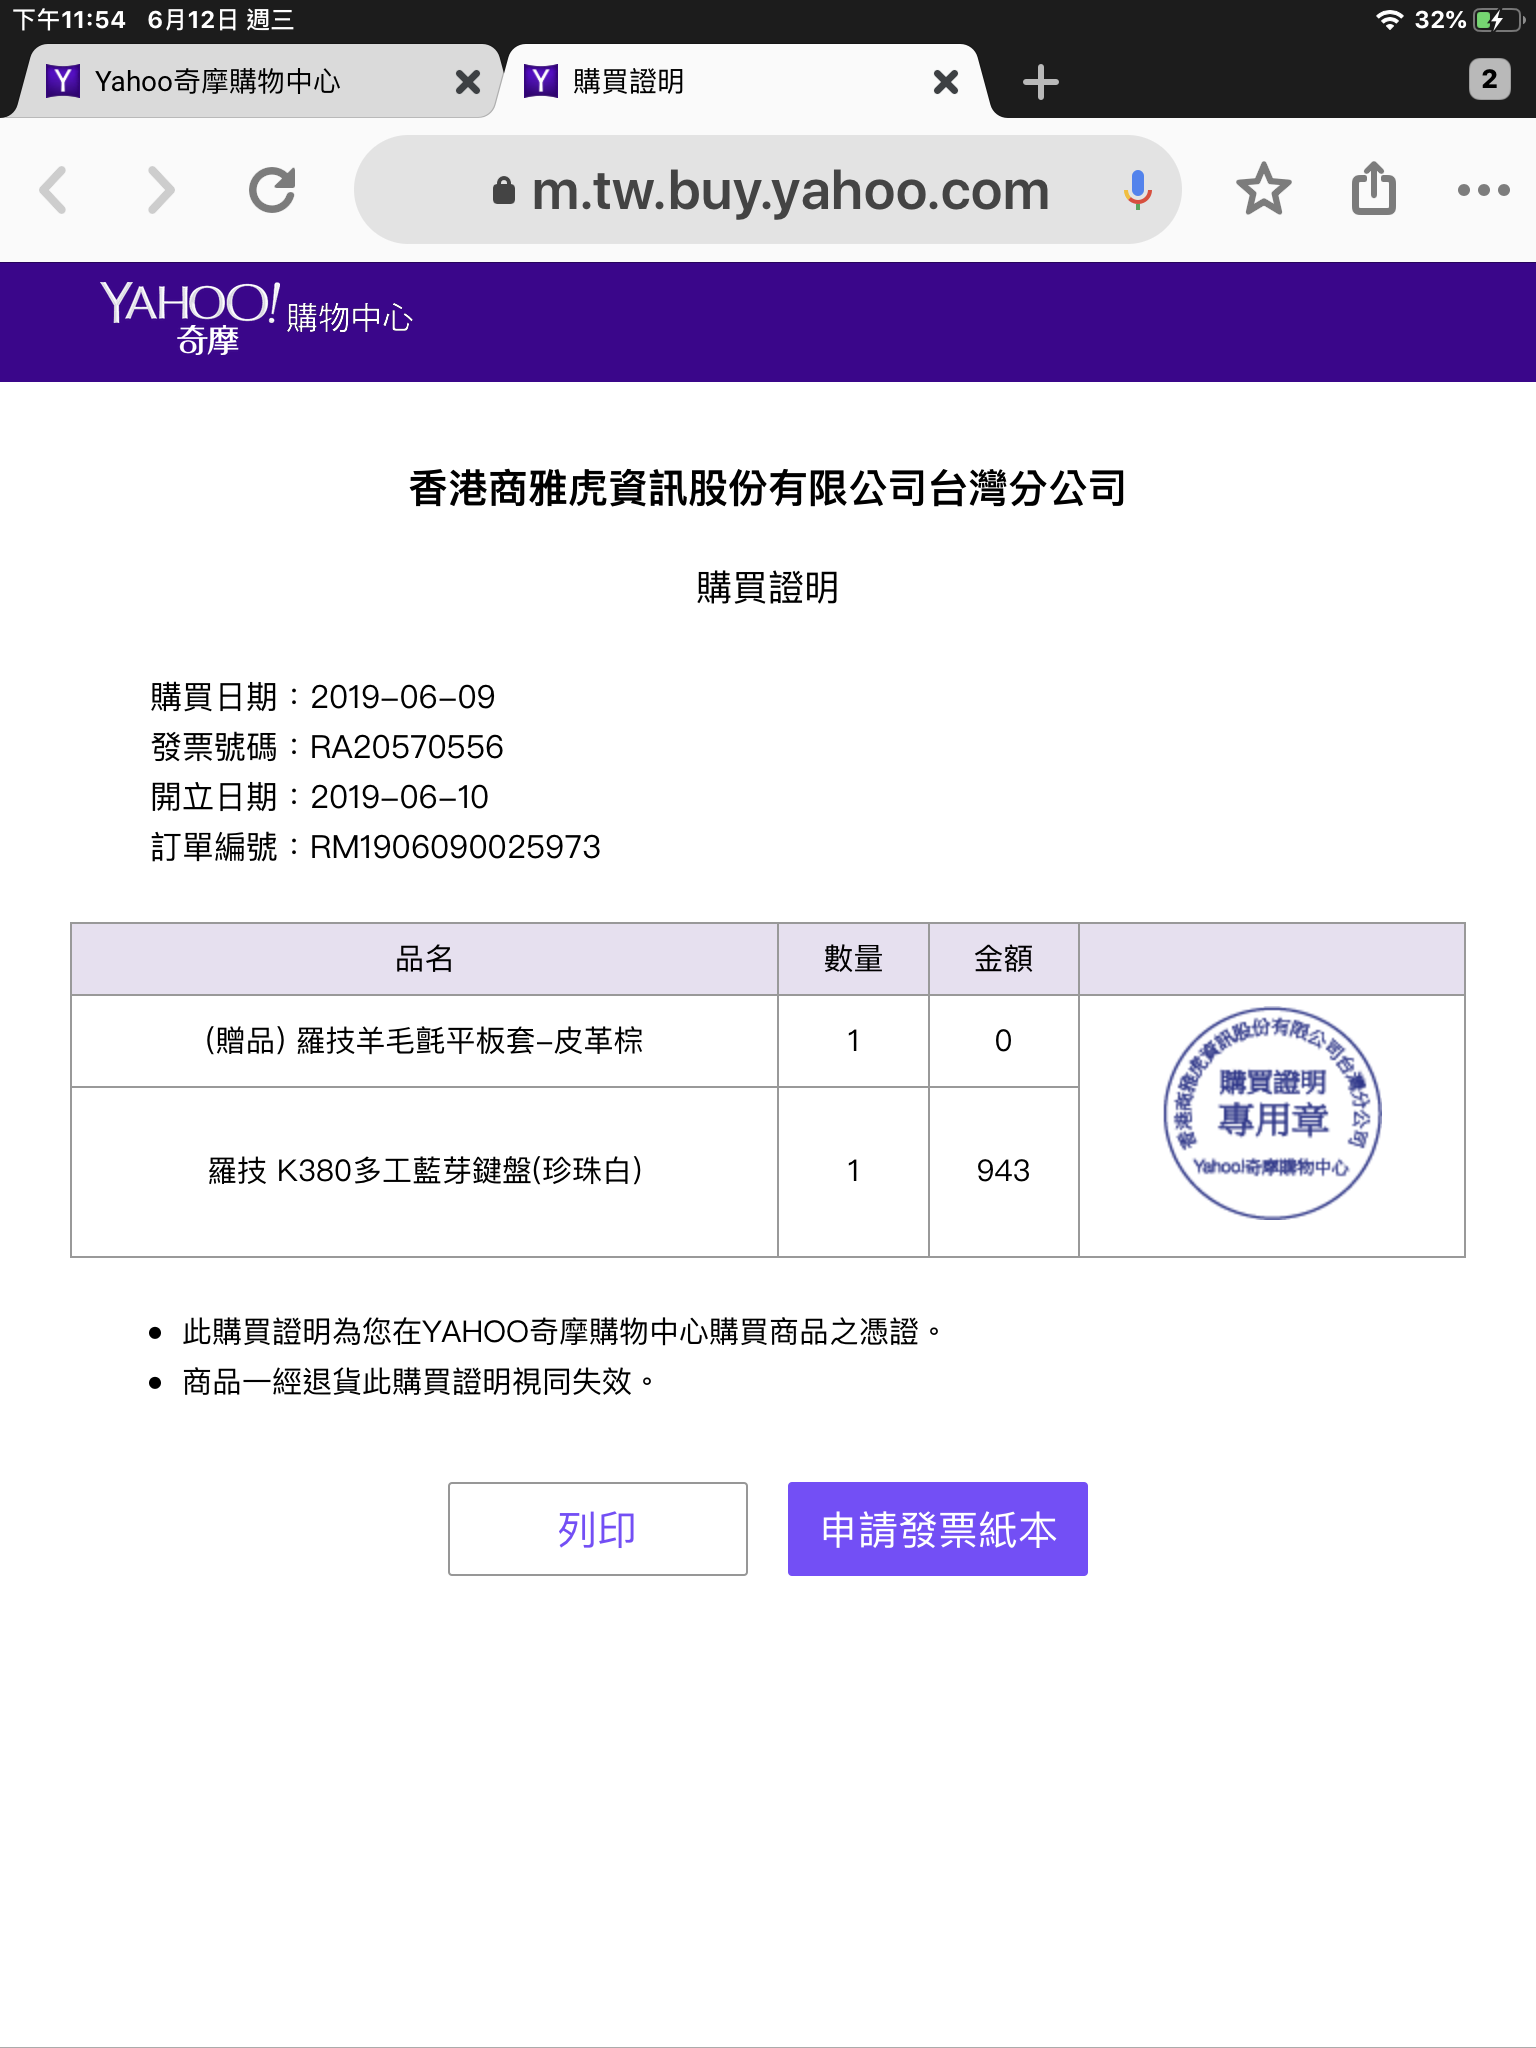 下午11:54 6月12日 週三 32%
Yahoo奇摩購物中心 購買證明 2
m.tw.buy.yahoo.com
YAHOO!
奇摩 購物中心
香港商雅虎資訊股份有限公司台灣分公司
購買證明
購買日期：2019-06-09
發票號碼：RA20570556
開立日期：2019-06-10
訂單編號：RM1906090025973
品名 數量 金額
(贈品) 羅技羊毛氈平板套-皮革棕 1 0
羅技 K380多工藍芽鍵盤(珍珠白) 1 943
香港商雅虎資訊股份有限公司台灣分公司
購買證明
專用章
Yahoo!奇摩購物中心
• 此購買證明為您在YAHOO奇摩購物中心購買商品之憑證。
• 商品一經退貨此購買證明視同失效。
列印 申請發票紙本